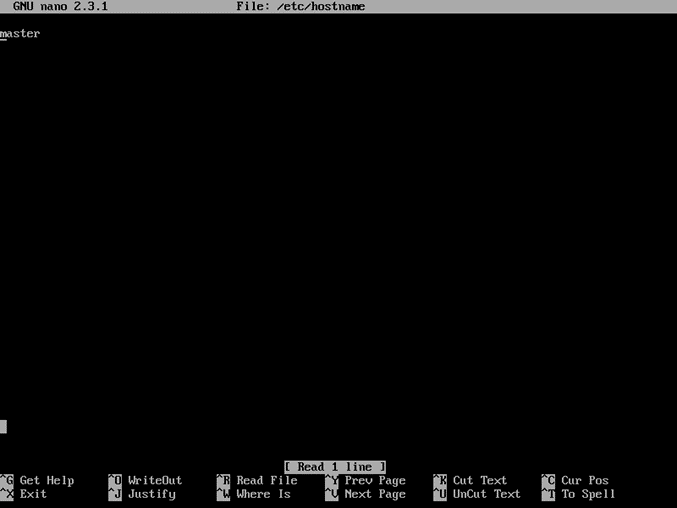 GNU nano 2.3.1 File: /etc/hostname
master
[ Read 1 line ]
^G Get Help ^O WriteOut ^R Read File ^Y Prev Page ^K Cut Text ^C Cur Pos
^X Exit ^J Justify ^W Where Is ^V Next Page ^U UnCut Text ^T To Spell